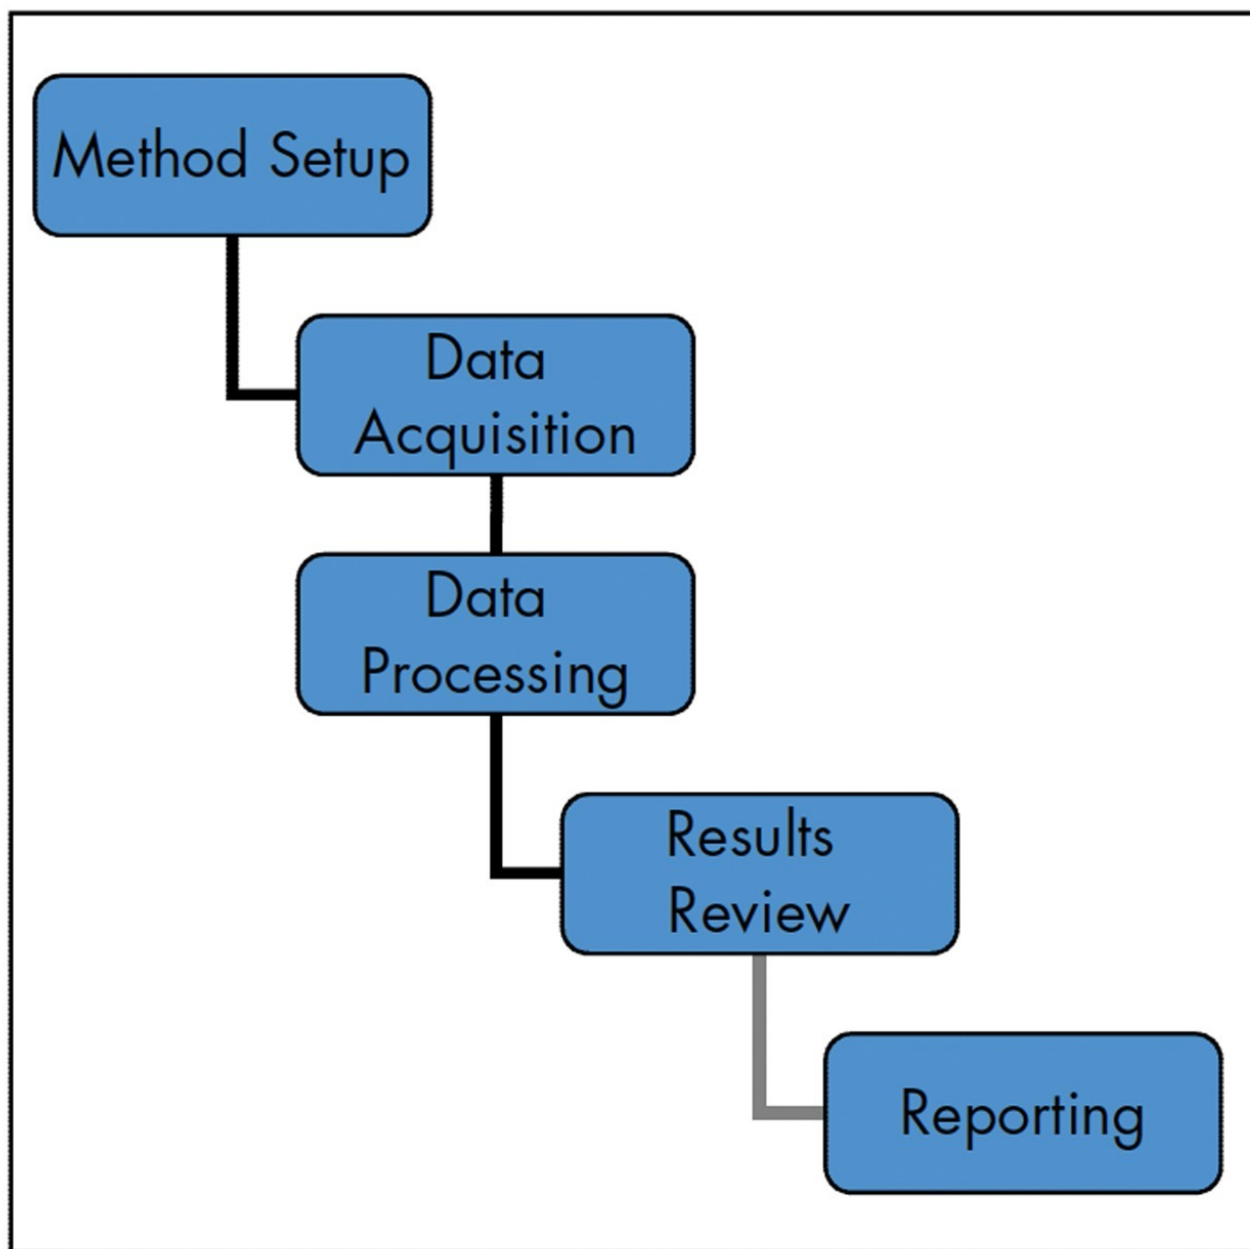 Method Setup
Data
Acquisition
Data
Processing
Results
Review
Reporting